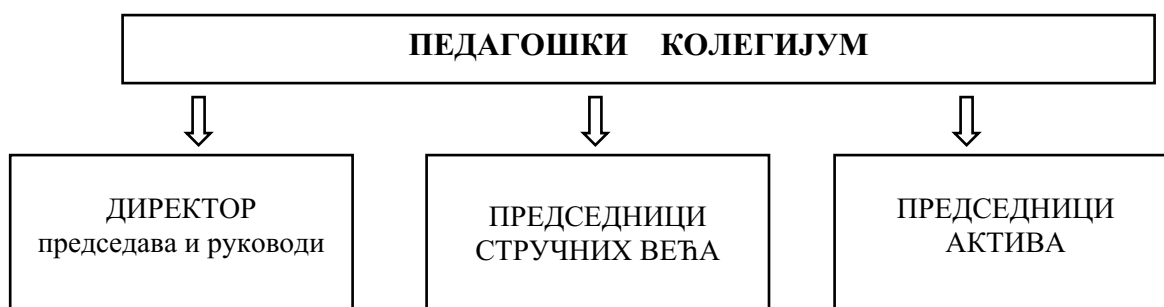 ПЕДАГОШКИ КОЛЕГИЈУМ
ДИРЕКТОР
председава и руководи
ПРЕДСЕДНИЦИ
СТРУЧНИХ ВЕЋА
ПРЕДСЕДНИЦИ
АКТИВА